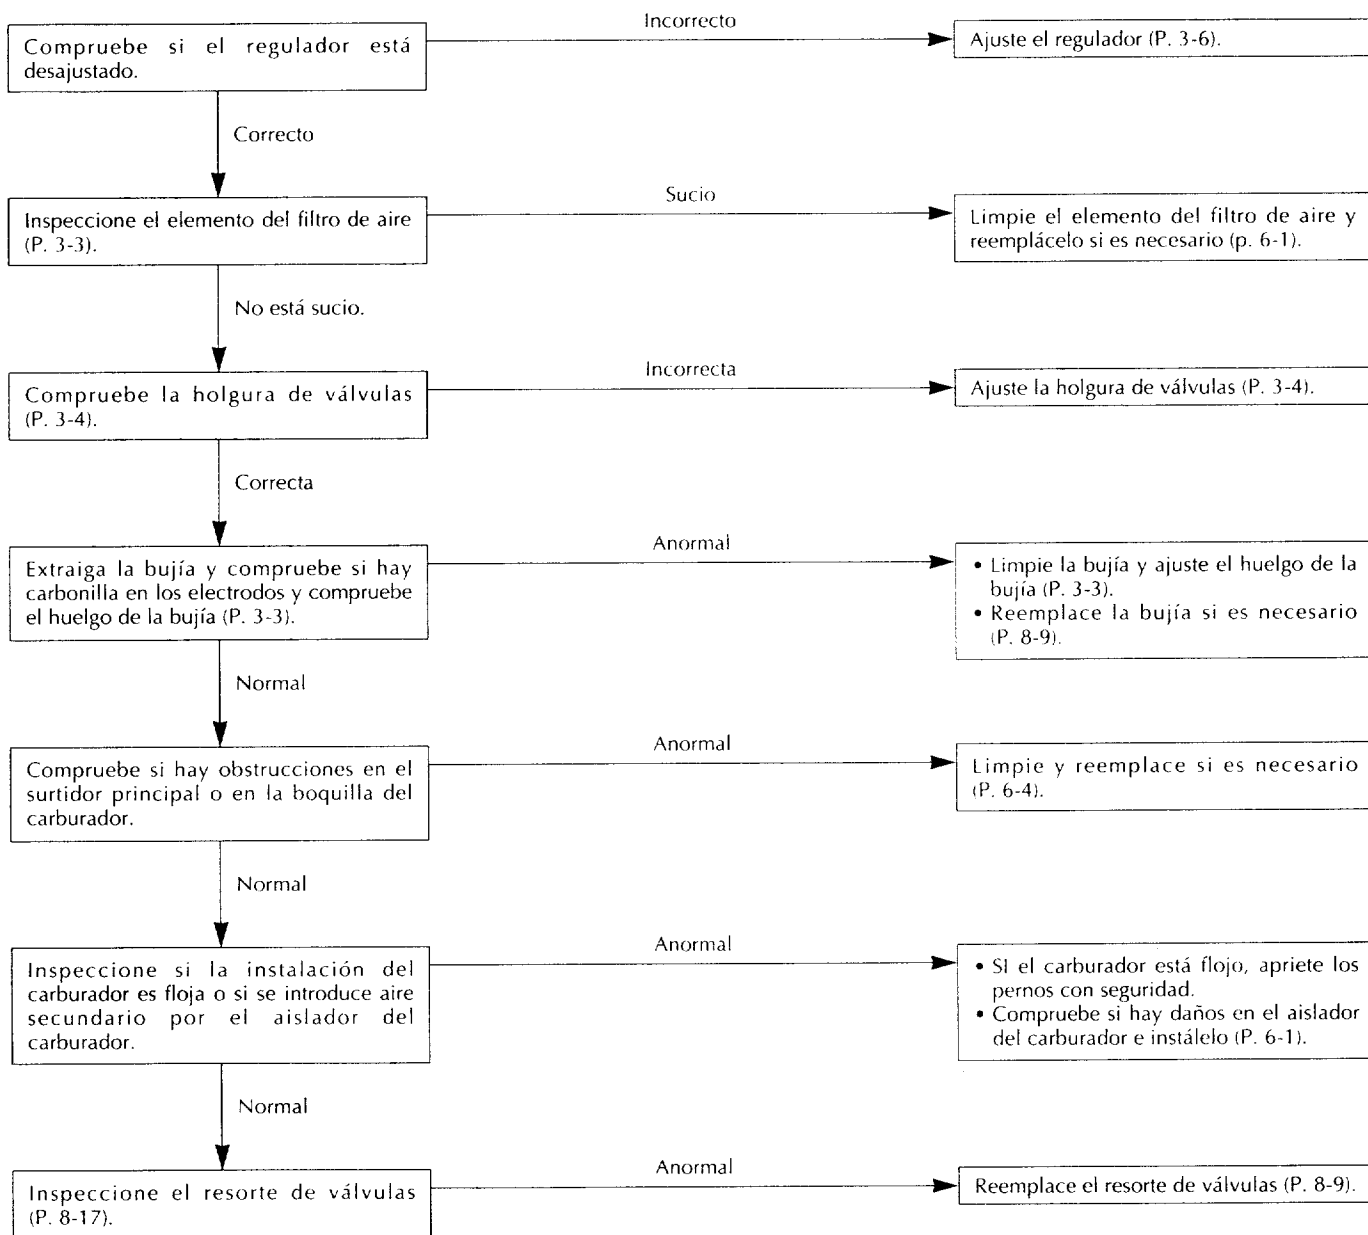 Incorrecto
Compruebe si el regulador está
desajustado.
Ajuste el regulador (P. 3-6).
Correcto
Sucio
Inspeccione el elemento del filtro de aire
(P. 3-3).
Limpie el elemento del filtro de aire y
reemplácelo si es necesario (p. 6-1).
No está sucio.
Incorrecta
Compruebe la holgura de válvulas
(P. 3-4).
Ajuste la holgura de válvulas (P. 3-4).
Correcta
Anormal
Extraiga la bujía y compruebe si hay
carbonilla en los electrodos y compruebe
el huelgo de la bujía (P. 3-3).
• Limpie la bujía y ajuste el huelgo de la
bujía (P. 3-3).
• Reemplace la bujía si es necesario
(P. 8-9).
Normal
Anormal
Compruebe si hay obstrucciones en el
surtidor principal o en la boquilla del
carburador.
Limpie y reemplace si es necesario
(P. 6-4).
Normal
Anormal
Inspeccione si la instalación del
carburador es floja o si se introduce aire
secundario por el aislador del
carburador.
• SI el carburador está flojo, apriete los
pernos con seguridad.
• Compruebe si hay daños en el aislador
del carburador e instálelo (P. 6-1).
Normal
Anormal
Inspeccione el resorte de válvulas
(P. 8-17).
Reemplace el resorte de válvulas (P. 8-9).